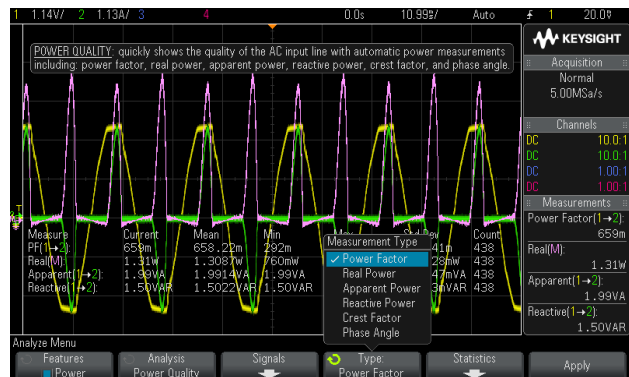 1 1.14V/ 2 1.13A/ 3 4 0.0s 10.99?/ Auto 1 20.0V
POWER QUALITY: quickly shows the quality of the AC input line with automatic power measurements
including: power factor, real power, apparent power, reactive power, crest factor, and phase angle.
KEYSIGHT
Acquisition
Normal
5.00MSa/s
Channels
DC 10.0:1
DC 10.0:1
DC 1.00:1
DC 1.00:1
Measurements
Power Factor(1→2):
659m
Real(M):
1.31W
Apparent(1→2):
1.99VA
Reactive(1→2):
1.50VAR
Measure Current Mean Min Dev Count
PF(1→2): 659m 658.22m 292m 41m 438
Real(M): 1.31W 1.3087W 760mW 28mW 438
Apparent(1→2): 1.99VA 1.9914VA 1.99VA 47mVA 438
Reactive(1→2): 1.50VAR 1.5022VAR 1.50VAR 438
Measurement Type
✓ Power Factor
Real Power
Apparent Power
Reactive Power
Crest Factor
Phase Angle
Analyze Menu
Features
Power
Analysis
Power Quality
Signals
Type:
Power Factor
Statistics
Apply